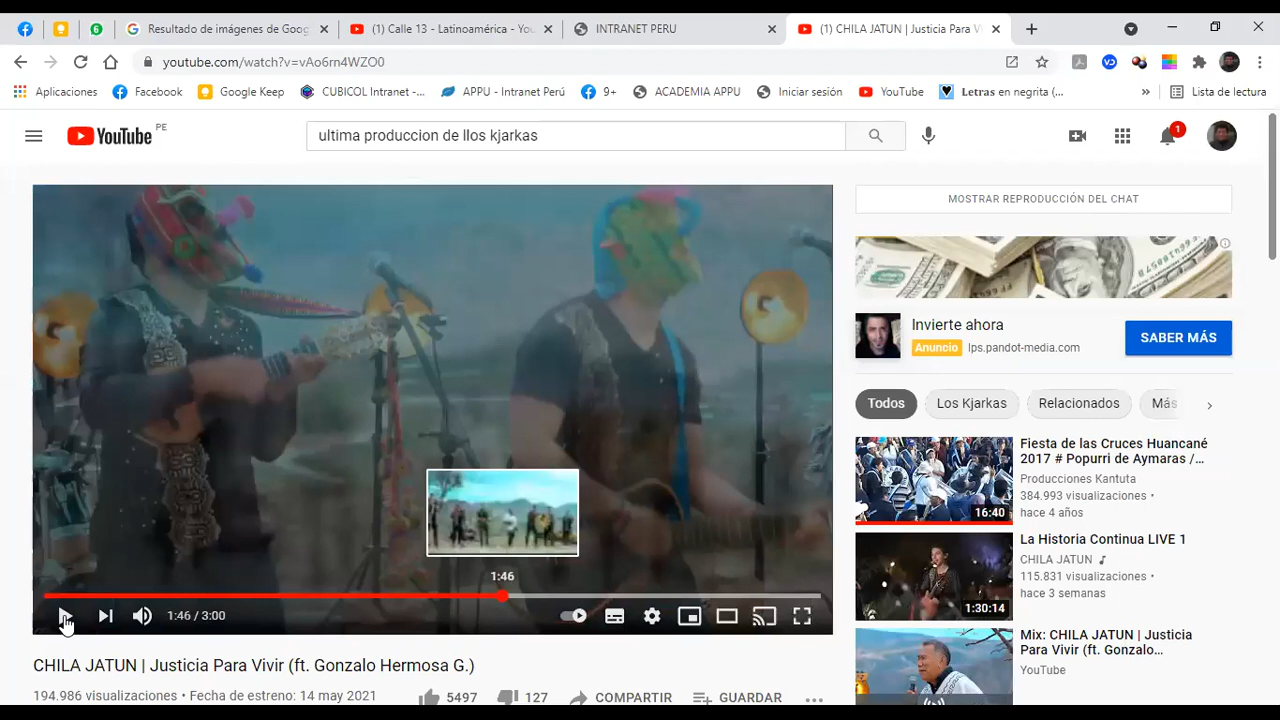 Resultado de imágenes de Goog
(1) Calle 13 - Latinoamérica - You
INTRANET PERU
(1) CHILA JATUN | Justicia Para V
youtube.com/watch?v=vAo6rn4WZO0
Aplicaciones
Facebook
Google Keep
CUBICOL Intranet -...
APPU - Intranet Perú
9+
ACADEMIA APPU
Iniciar sesión
YouTube
Letras en negrita (...
»
Lista de lectura
YouTube PE
ultima produccion de llos kjarkas
1
MOSTRAR REPRODUCCIÓN DEL CHAT
Invierte ahora
Anuncio lps.pandot-media.com
SABER MÁS
Todos
Los Kjarkas
Relacionados
Más
Fiesta de las Cruces Huancané
2017 # Popurri de Aymaras /...
Producciones Kantuta
384.993 visualizaciones •
hace 4 años
16:40
La Historia Continua LIVE 1
CHILA JATUN
115.831 visualizaciones •
hace 3 semanas
1:30:14
Mix: CHILA JATUN | Justicia
Para Vivir (ft. Gonzalo...
YouTube
1:46
1:46 / 3:00
CHILA JATUN | Justicia Para Vivir (ft. Gonzalo Hermosa G.)
194.986 visualizaciones • Fecha de estreno: 14 may 2021
5497
127
COMPARTIR
GUARDAR